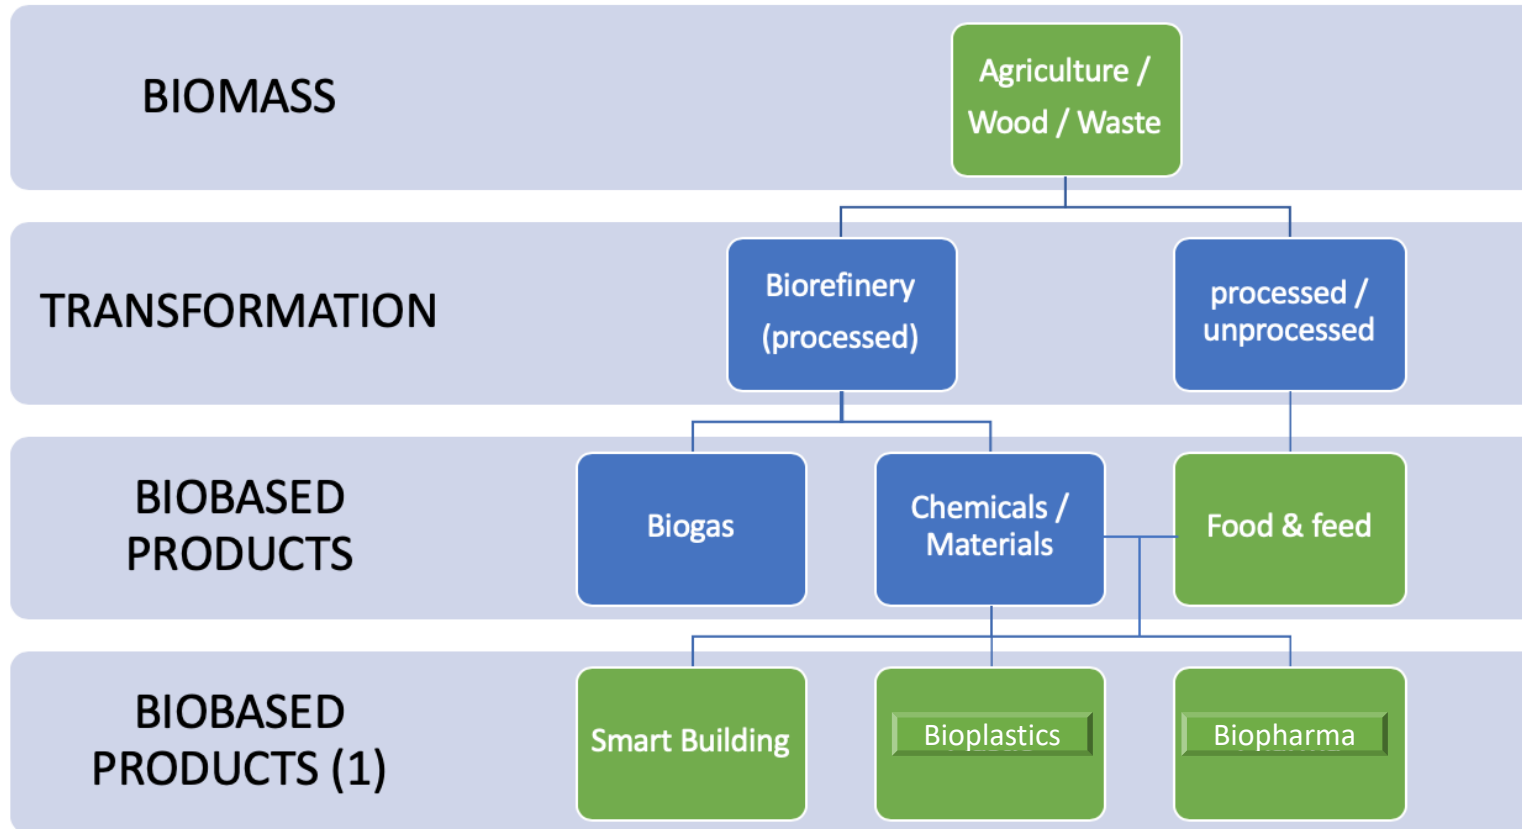 BIOMASS
Agriculture /
Wood / Waste
TRANSFORMATION
Biorefinery
(processed)
processed /
unprocessed
BIOBASED
PRODUCTS
Biogas
Chemicals /
Materials
Food & feed
BIOBASED
PRODUCTS (1)
Smart Building
Bioplastics
Biopharma